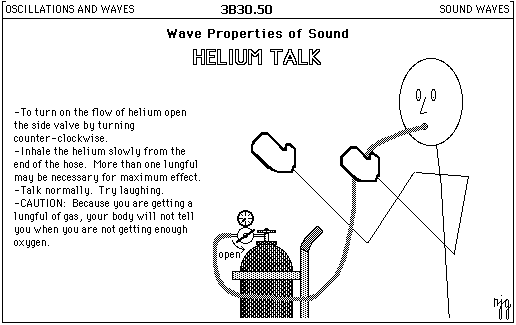 OSCILLATIONS AND WAVES 3B30.50 SOUND WAVES
Wave Properties of Sound
HELIUM TALK
-To turn on the flow of helium open
the side valve by turning
counter-clockwise.
-Inhale the helium slowly from the
end of the hose. More than one lungful
may be necessary for maximum effect.
-Talk normally. Try laughing.
-CAUTION: Because you are getting a
lungful of gas, your body will not tell
you when you are not getting enough
oxygen.
open
njg